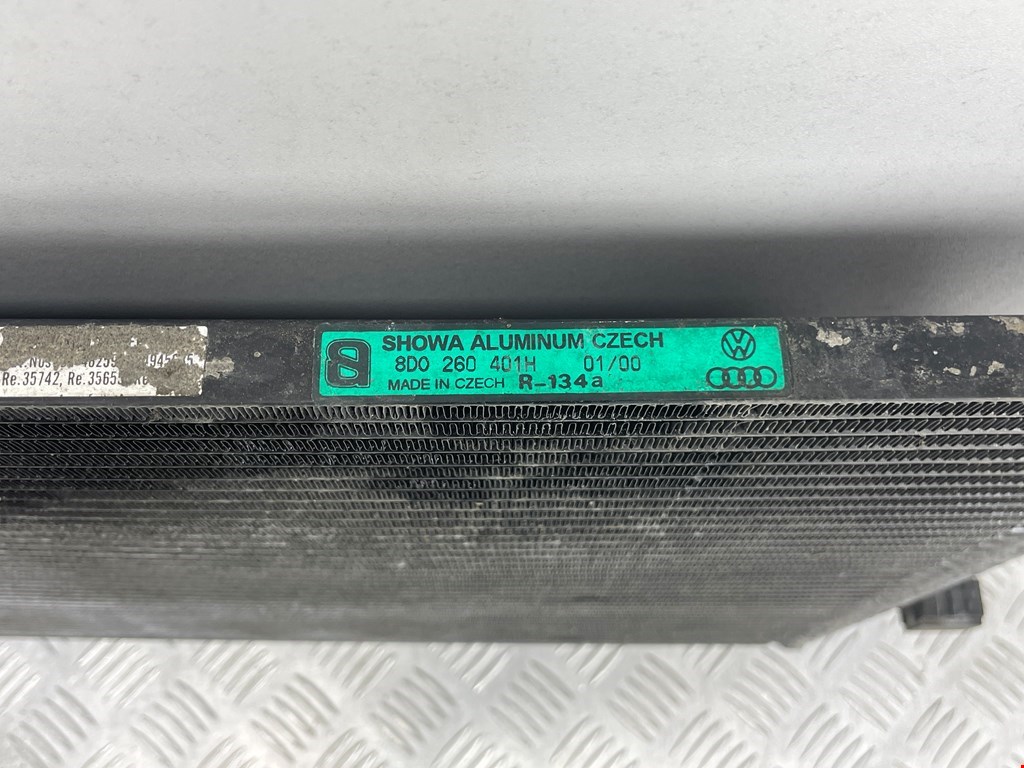 SHOWA ALUMINUM CZECH
8D0 260 401H 01/00
MADE IN CZECH R-134a
Re.35742, Re.3565